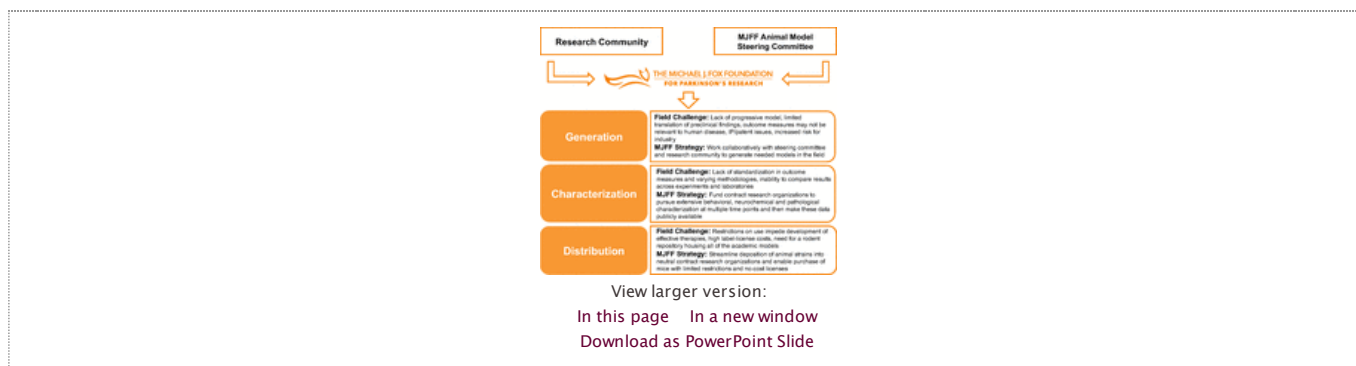 Research Community
MJFF Animal Model
Steering Committee
THE MICHAEL J. FOX FOUNDATION
FOR PARKINSON'S RESEARCH
Generation
Field Challenge: Lack of progressive model, limited
translation of preclinical findings, outcome measures may not be
relevant to human disease, IP/patent issues, increased risk for
industry
MJFF Strategy: Work collaboratively with steering committee
and research community to generate needed models in the field
Characterization
Field Challenge: Lack of standardization in outcome
measures and varying methodologies, inability to compare results
across experiments and laboratories
MJFF Strategy: Fund contract research organizations to
pursue extensive behavioral, neurochemical and pathological
characterization at multiple time points and then make these data
publicly available
Distribution
Field Challenge: Restrictions on use impede development of
effective therapies, high label-license costs, need for a rodent
repository housing all of the academic models
MJFF Strategy: Streamline deposition of animal strains into
neutral contract research organizations and enable purchase of
mice with limited restrictions and no-cost licenses
View larger version:
In this page In a new window
Download as PowerPoint Slide